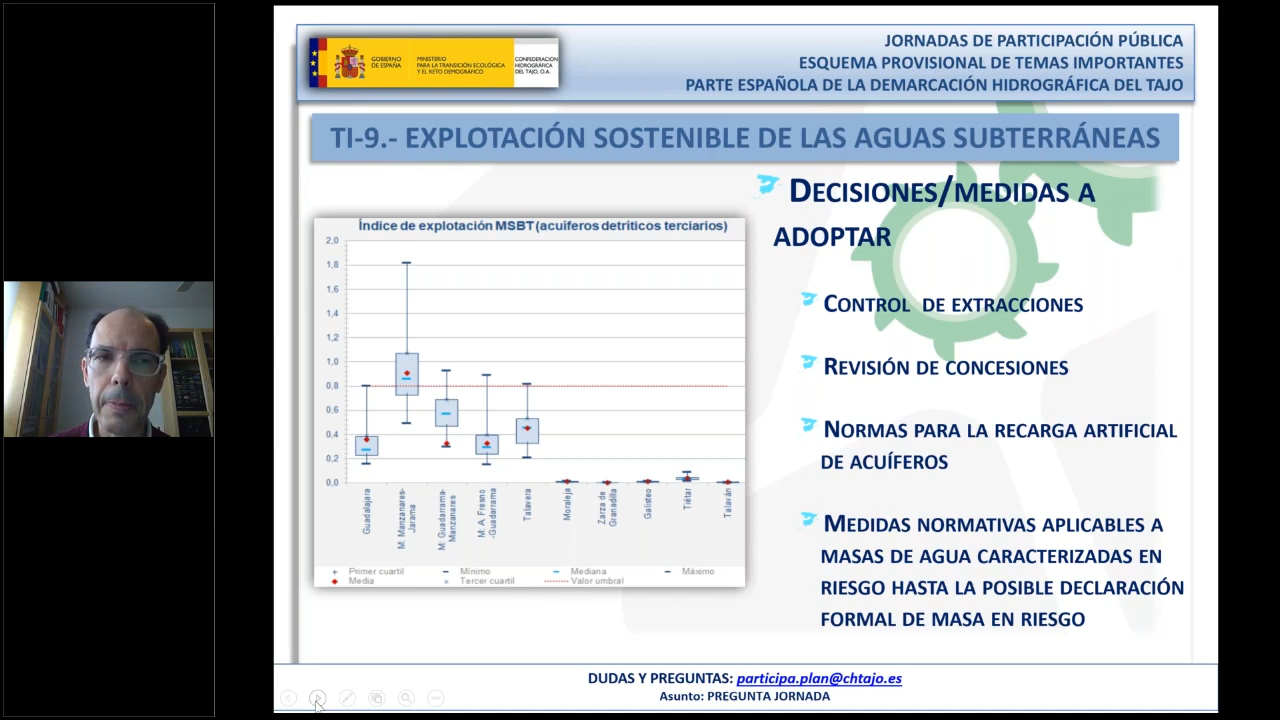 GOBIERNO
DE ESPAÑA
MINISTERIO
PARA LA TRANSICIÓN ECOLÓGICA
Y EL RETO DEMOGRÁFICO
CONFEDERACIÓN
HIDROGRÁFICA
DEL TAJO, O.A.
JORNADAS DE PARTICIPACIÓN PÚBLICA
ESQUEMA PROVISIONAL DE TEMAS IMPORTANTES
PARTE ESPAÑOLA DE LA DEMARCACIÓN HIDROGRÁFICA DEL TAJO
TI-9.- EXPLOTACIÓN SOSTENIBLE DE LAS AGUAS SUBTERRÁNEAS
Índice de explotación MSBT (acuíferos detríticos terciarios)
2,0
1,8
1,6
1,4
1,2
1,0
0,8
0,6
0,4
0,2
0,0
Guadalajara
M: Manzanares-
Jarama
M: Guadarrama-
Manzanares
M: A. Fresno
-Guadarrama
Talavera
Moraleja
Zarza de
Granadilla
Galisteo
Tiétar
Talaván
Primer cuartil
Mínimo
Mediana
Máximo
Media
Tercer cuartil
Valor umbral
DECISIONES/MEDIDAS A
ADOPTAR
CONTROL DE EXTRACCIONES
REVISIÓN DE CONCESIONES
NORMAS PARA LA RECARGA ARTIFICIAL
DE ACUÍFEROS
MEDIDAS NORMATIVAS APLICABLES A
MASAS DE AGUA CARACTERIZADAS EN
RIESGO HASTA LA POSIBLE DECLARACIÓN
FORMAL DE MASA EN RIESGO
DUDAS Y PREGUNTAS: participa.plan@chtajo.es
Asunto: PREGUNTA JORNADA